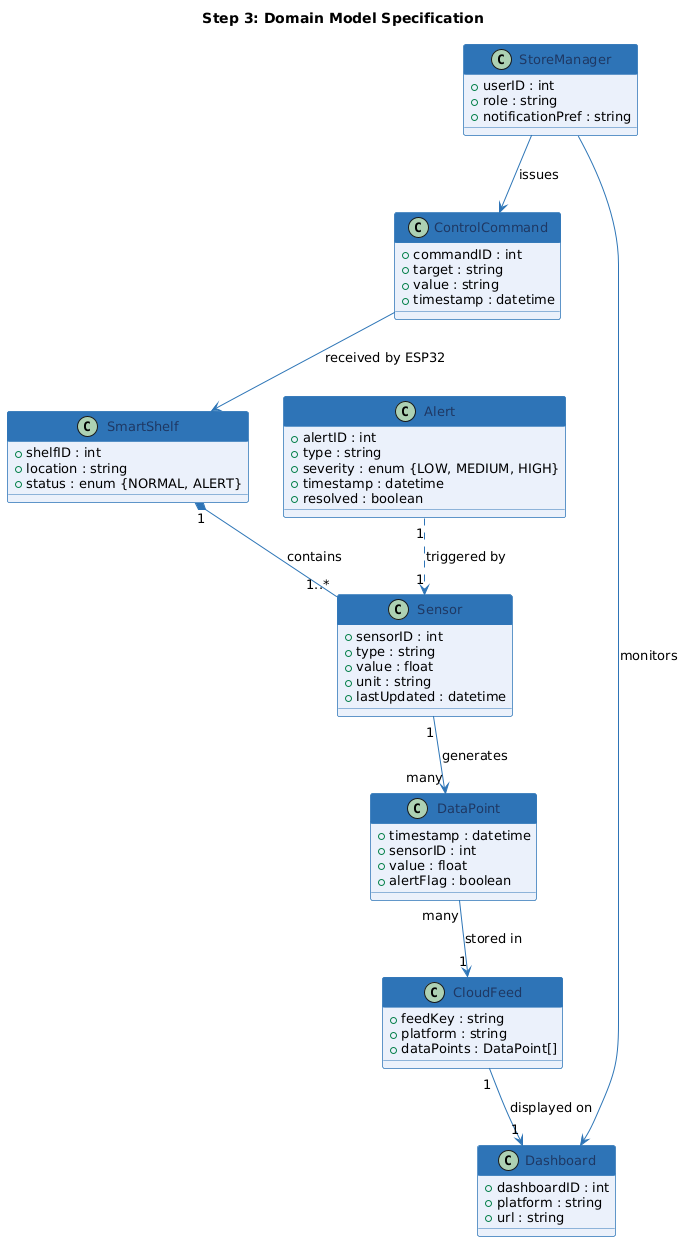 Step 3: Domain Model Specification
C StoreManager
userID : int
role : string
notificationPref : string
issues
C ControlCommand
commandID : int
target : string
value : string
timestamp : datetime
received by ESP32
C SmartShelf
shelfID : int
location : string
status : enum {NORMAL, ALERT}
C Alert
alertID : int
type : string
severity : enum {LOW, MEDIUM, HIGH}
timestamp : datetime
resolved : boolean
1
contains
1..*
1
triggered by
1
C Sensor
sensorID : int
type : string
value : float
unit : string
lastUpdated : datetime
monitors
1
generates
many
C DataPoint
timestamp : datetime
sensorID : int
value : float
alertFlag : boolean
many
stored in
1
C CloudFeed
feedKey : string
platform : string
dataPoints : DataPoint[]
1
displayed on
1
C Dashboard
dashboardID : int
platform : string
url : string